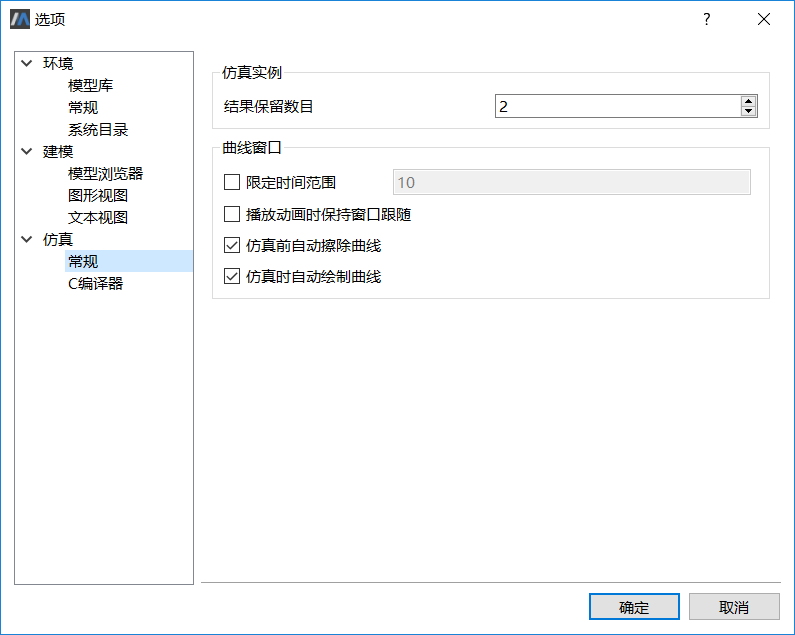 选项
?
环境
模型库
常规
系统目录
建模
模型浏览器
图形视图
文本视图
仿真
常规
C编译器
仿真实例
结果保留数目 2
曲线窗口
限定时间范围 10
播放动画时保持窗口跟随
仿真前自动擦除曲线
仿真时自动绘制曲线
确定 取消